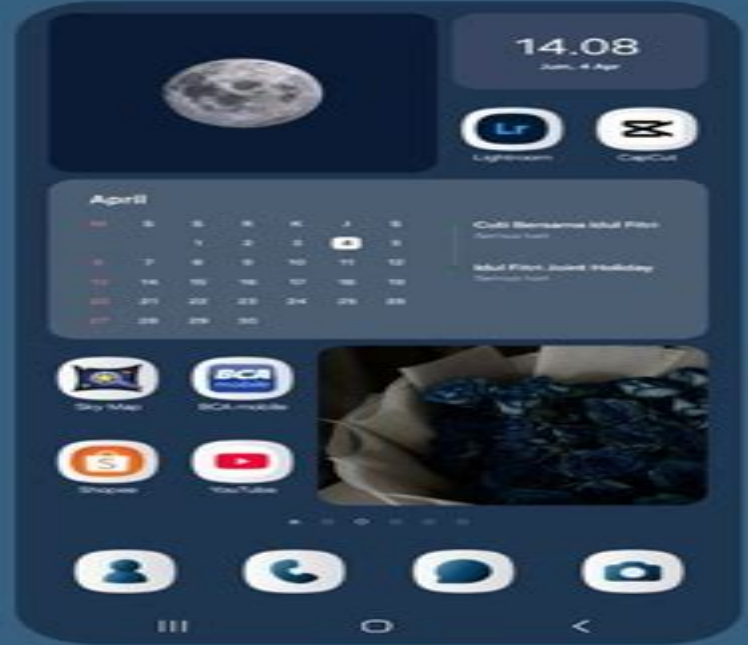 14.08
Jum., 4 Apr
Lr
Lightroom
CapCut
April
M S S R K J S
1 2 3 4 5
6 7 8 9 10 11 12
13 14 15 16 17 18 19
20 21 22 23 24 25 26
27 28 29 30
Cuti Bersama Idul Fitri
Semua hari
Idul Fitri Joint Holiday
Semua hari
Sky Map
BCA
mobile
BCA mobile
S
Shopee
YouTube